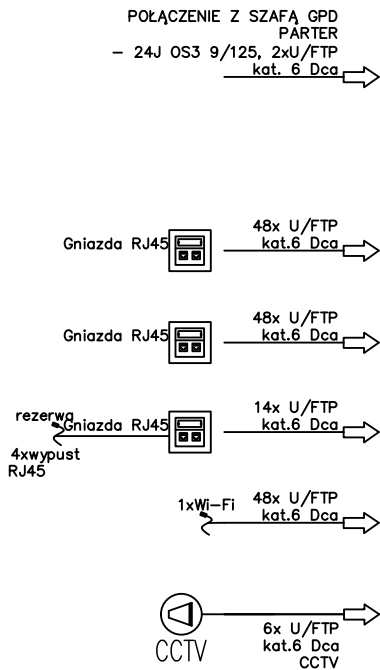 POŁĄCZENIE Z SZAFĄ GPD
PARTER
– 24J OS3 9/125, 2xU/FTP
kat. 6 Dca
48x U/FTP
Gniazda RJ45
kat.6 Dca
48x U/FTP
Gniazda RJ45
kat.6 Dca
14x U/FTP
rezerwa
Gniazda RJ45
kat.6 Dca
4xwypust
RJ45
1xWi–Fi
48x U/FTP
kat.6 Dca
6x U/FTP
kat.6 Dca
CCTV
CCTV